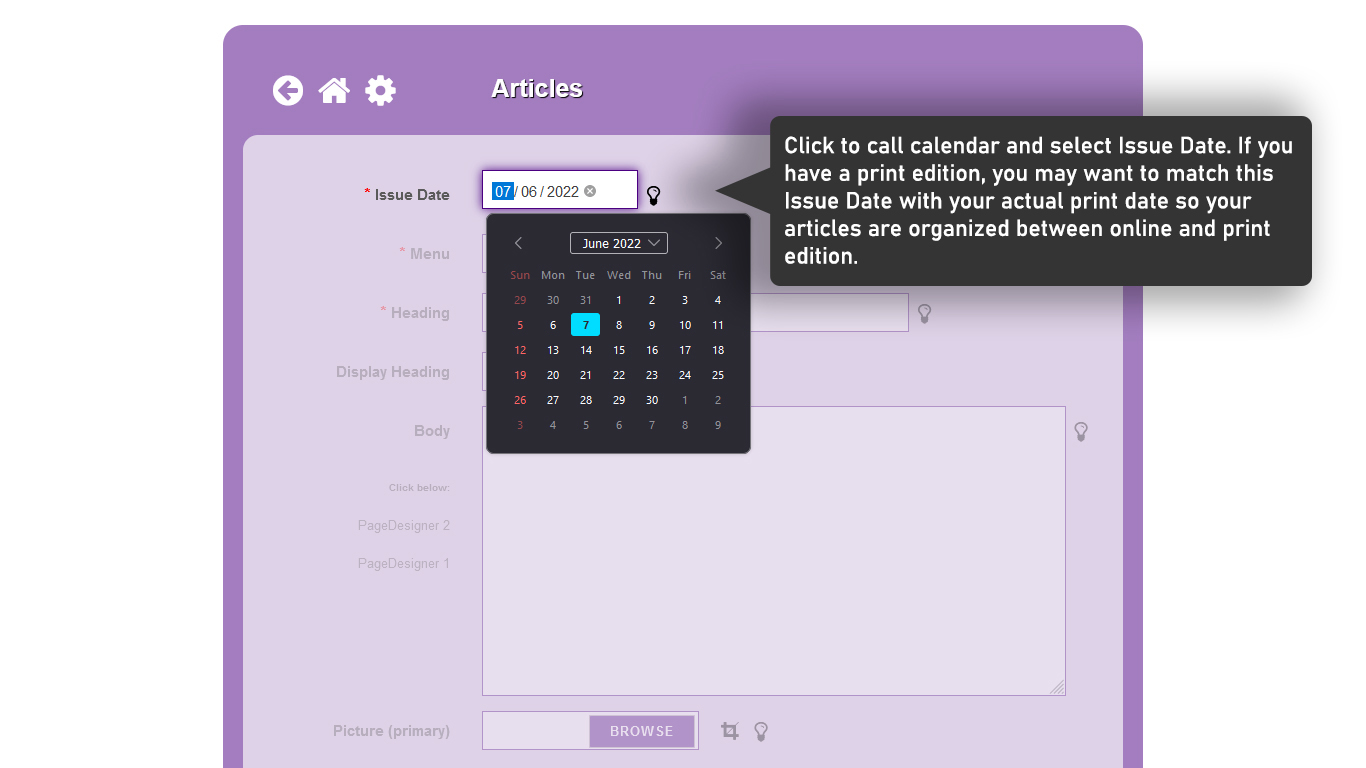 Articles
Click to call calendar and select Issue Date. If you
have a print edition, you may want to match this
Issue Date with your actual print date so your
articles are organized between online and print
edition.
* Issue Date
07 / 06 / 2022
June 2022
Sun Mon Tue Wed Thu Fri Sat
29 30 31 1 2 3 4
5 6 7 8 9 10 11
12 13 14 15 16 17 18
19 20 21 22 23 24 25
26 27 28 29 30 1 2
3 4 5 6 7 8 9
* Menu
* Heading
Display Heading
Body
Click below:
PageDesigner 2
PageDesigner 1
Picture (primary)
BROWSE